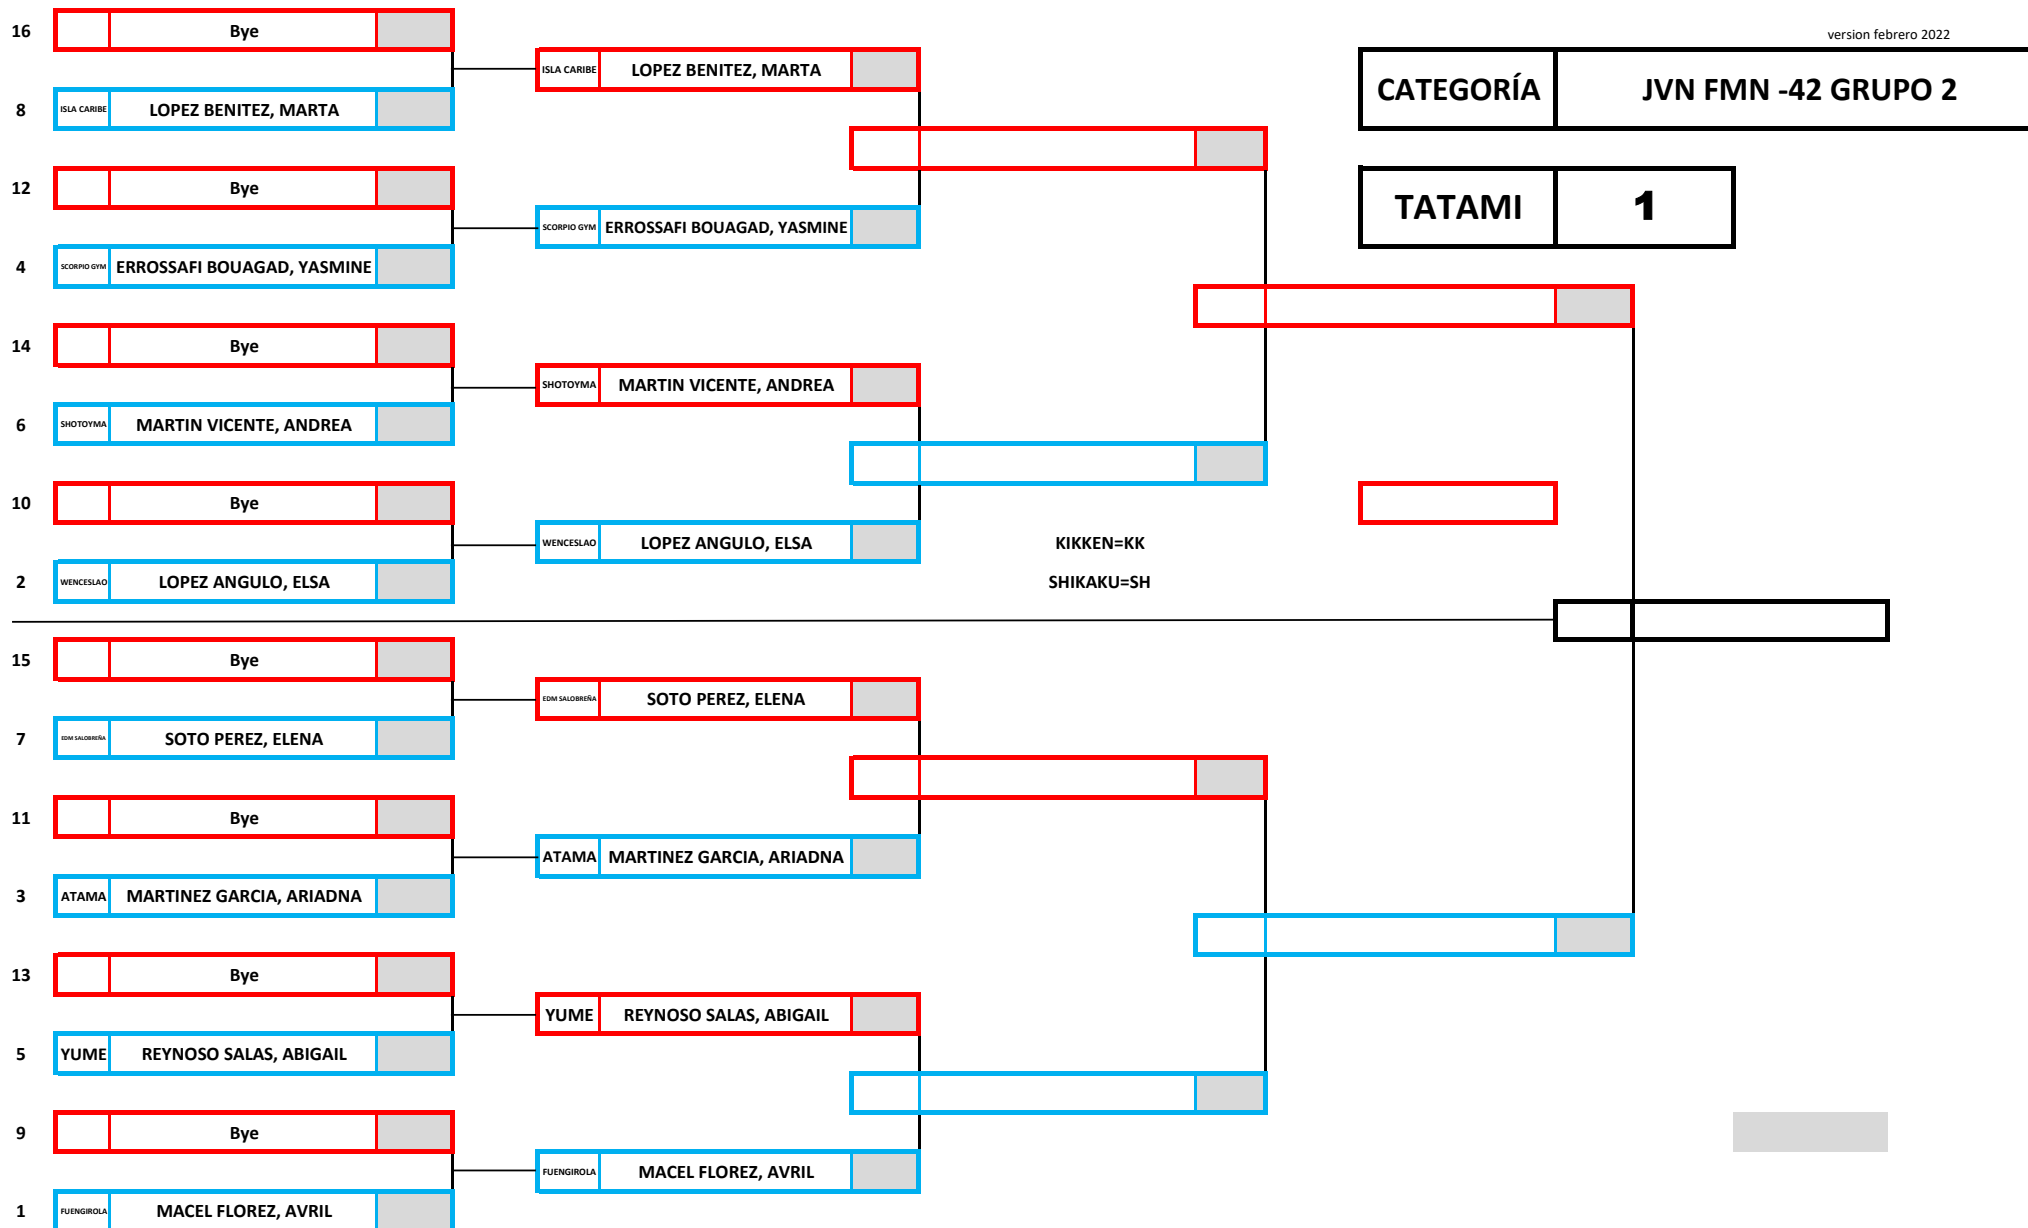 version febrero 2022
CATEGORÍA JVN FMN -42 GRUPO 2
TATAMI 1
16 Bye
ISLA CARIBE LOPEZ BENITEZ, MARTA
8 ISLA CARIBE LOPEZ BENITEZ, MARTA
12 Bye
SCORPIO GYM ERROSSAFI BOUAGAD, YASMINE
4 SCORPIO GYM ERROSSAFI BOUAGAD, YASMINE
14 Bye
SHOTOYMA MARTIN VICENTE, ANDREA
6 SHOTOYMA MARTIN VICENTE, ANDREA
10 Bye
WENCESLAO LOPEZ ANGULO, ELSA
KIKKEN=KK
2 WENCESLAO LOPEZ ANGULO, ELSA
SHIKAKU=SH
15 Bye
EDM SALOBREÑA SOTO PEREZ, ELENA
7 EDM SALOBREÑA SOTO PEREZ, ELENA
11 Bye
ATAMA MARTINEZ GARCIA, ARIADNA
3 ATAMA MARTINEZ GARCIA, ARIADNA
13 Bye
YUME REYNOSO SALAS, ABIGAIL
5 YUME REYNOSO SALAS, ABIGAIL
9 Bye
FUENGIROLA MACEL FLOREZ, AVRIL
1 FUENGIROLA MACEL FLOREZ, AVRIL